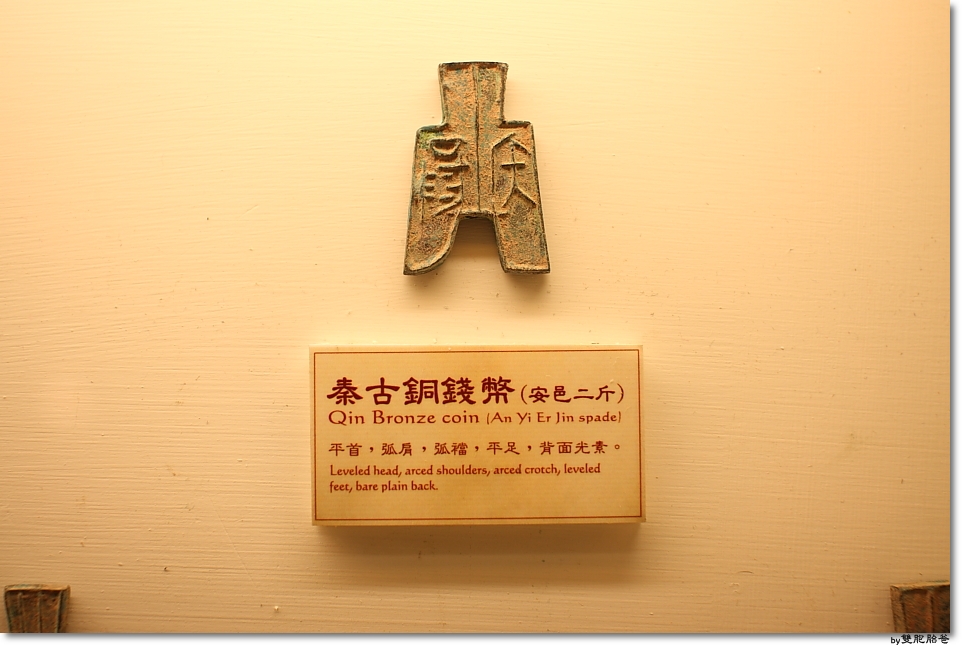 秦古銅錢幣(安邑二斤)
Qin Bronze coin (An Yi Er Jin spade)
平首，弧肩，弧襠，平足，背面光素。
Leveled head, arced shoulders, arced crotch, leveled
feet, bare plain back.
by雙肥胎爸